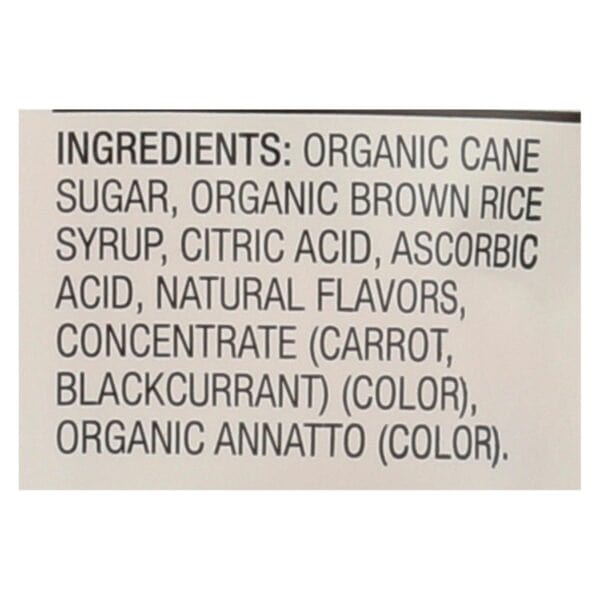 INGREDIENTS: ORGANIC CANE
SUGAR, ORGANIC BROWN RICE
SYRUP, CITRIC ACID, ASCORBIC
ACID, NATURAL FLAVORS,
CONCENTRATE (CARROT,
BLACKCURRANT) (COLOR),
ORGANIC ANNATTO (COLOR).